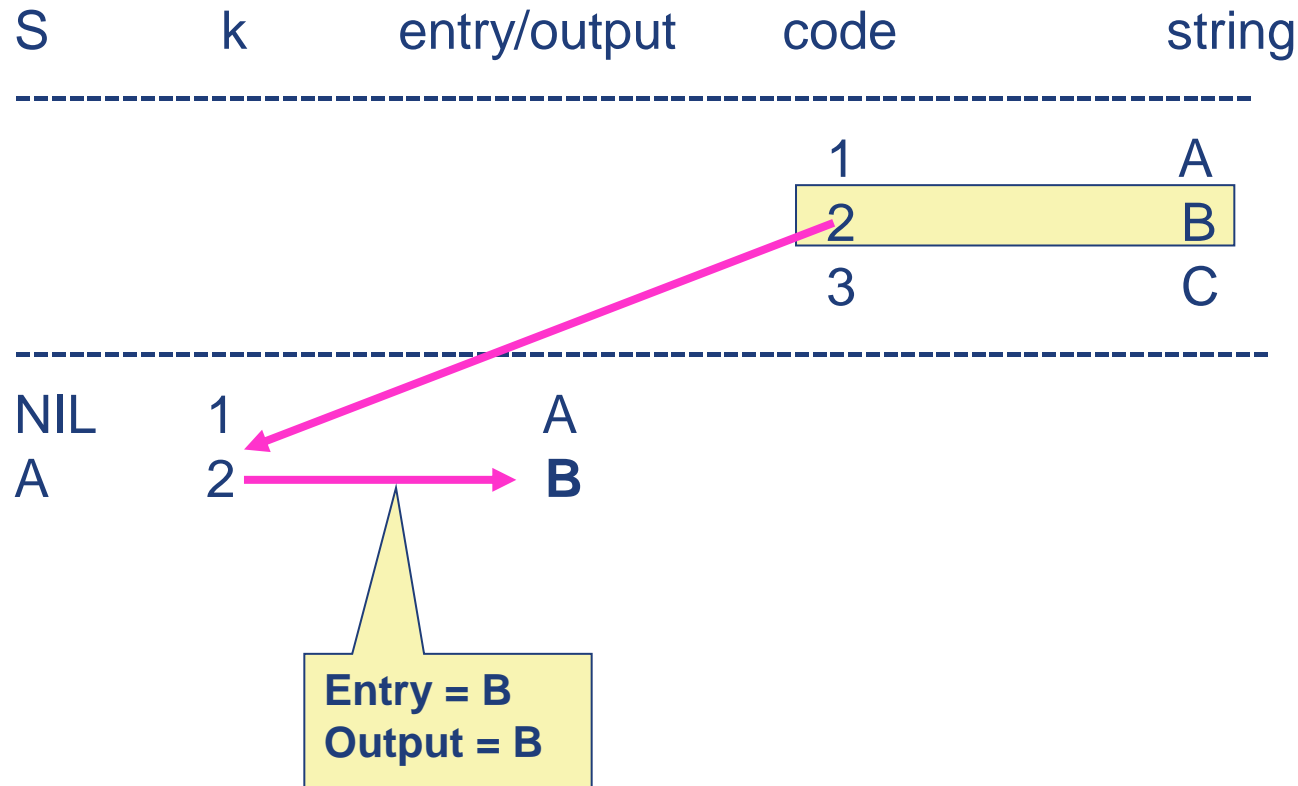 S k entry/output code string
1 A
2 B
3 C
NIL 1 A
A 2 B
Entry = B
Output = B